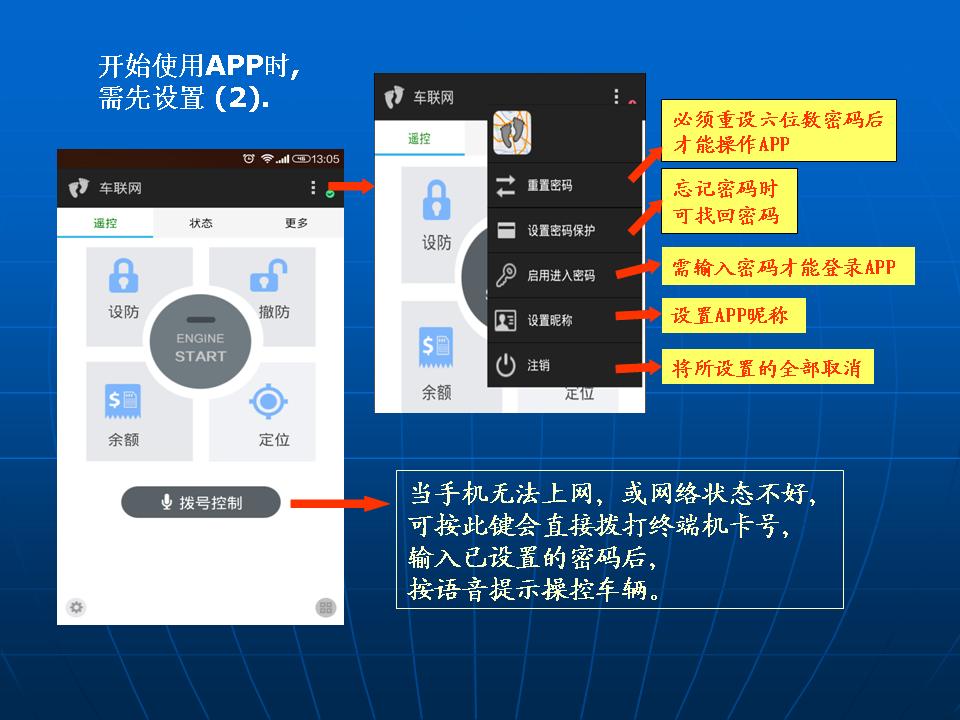 开始使用APP时,
需先设置 (2).
13:05
车联网
遥控
状态
更多
设防
撤防
ENGINE
START
余额
定位
拨号控制
车联网
遥控
设防
余额
定位
重置密码
设置密码保护
启用进入密码
设置昵称
注销
必须重设六位数密码后
才能操作APP
忘记密码时
可找回密码
需输入密码才能登录APP
设置APP昵称
将所设置的全部取消
当手机无法上网，或网络状态不好，
可按此键会直接拨打终端机卡号，
输入已设置的密码后，
按语音提示操控车辆。